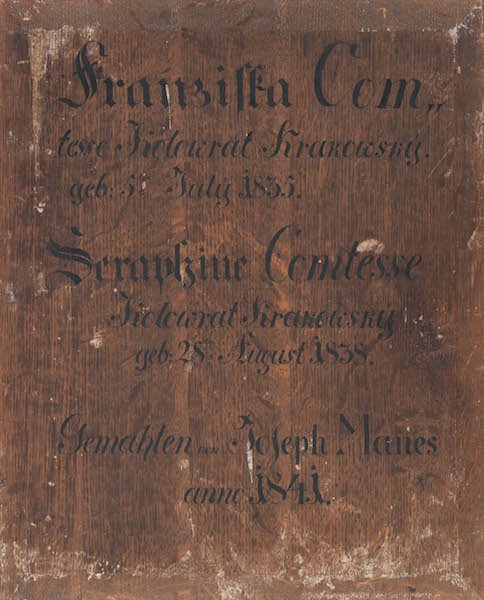 Franziska Com„
tesse Kolowrat Krakowsky.
geb: 5t July 1835.
Seraphine Comtesse
Kolowrat Krakowsky
geb: 28t August 1838.
Gemahlen von Joseph Manes
anno 1841.